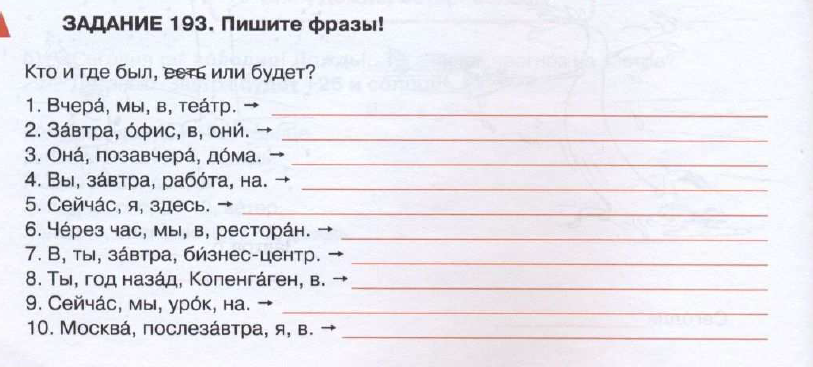 ЗАДАНИЕ 193. Пишите фразы!
Кто и где был, есть или будет?
1. Вчера́, мы, в, теа́тр. →
2. За́втра, о́фис, в, они́. →
3. Она́, позавчера́, до́ма. →
4. Вы, за́втра, рабо́та, на. →
5. Сейча́с, я, здесь. →
6. Че́рез час, мы, в, рестора́н. →
7. В, ты, за́втра, би́знес-центр. →
8. Ты, год наза́д, Копенга́ген, в. →
9. Сейча́с, мы, уро́к, на. →
10. Москва́, послеза́втра, я, в. →